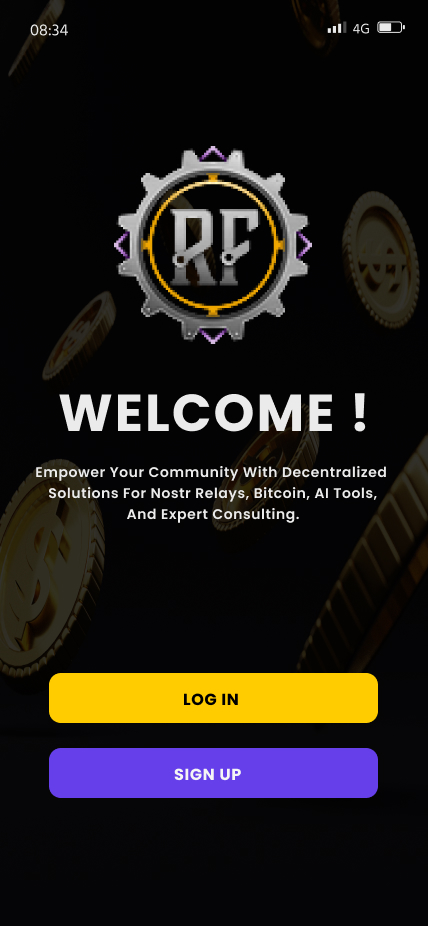 08:34
4G
RF
WELCOME !
Empower Your Community With Decentralized
Solutions For Nostr Relays, Bitcoin, AI Tools,
And Expert Consulting.
LOG IN
SIGN UP